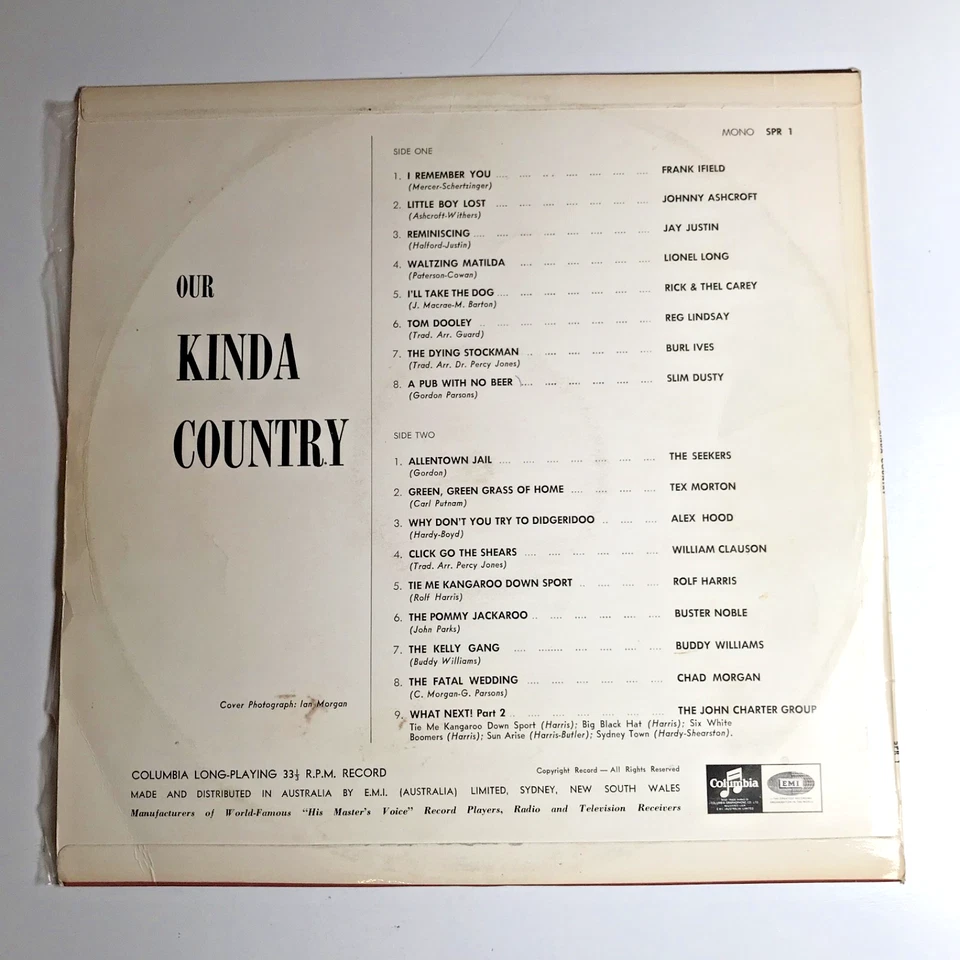 MONO SPR 1
OUR
KINDA
COUNTRY
SIDE ONE
1. I REMEMBER YOU .... .... .. . .... .... .... .... FRANK IFIELD
(Mercer-Schertzinger)
2. LITTLE BOY LOST .... .... .... .... .... .... .... JOHNNY ASHCROFT
(Ashcroft-Withers)
3. REMINISCING .... .... .... .... .... .... .... .... JAY JUSTIN
(Halford-Justin)
4. WALTZING MATILDA .... .... .... .... .... .... LIONEL LONG
(Paterson-Cowan)
5. I'LL TAKE THE DOG .... .... .... .... .... .... .... RICK & THEL CAREY
(J. Macrae-M. Barton)
6. TOM DOOLEY .. .... .... .... .... .... .... .... REG LINDSAY
(Trad. Arr. Guard)
7. THE DYING STOCKMAN .. .... .... .... .... .... BURL IVES
(Trad. Arr. Dr. Percy Jones)
8. A PUB WITH NO BEER .... .... .... .... .... .... SLIM DUSTY
(Gordon Parsons)
SIDE TWO
1. ALLENTOWN JAIL .... .... .... .... .... .... .... THE SEEKERS
(Gordon)
2. GREEN, GREEN GRASS OF HOME .... .... .... .... .... TEX MORTON
(Carl Putnam)
3. WHY DON'T YOU TRY TO DIDGERIDOO .. .... .... .... ALEX HOOD
(Hardy-Boyd)
4. CLICK GO THE SHEARS .... .... .... .... .... .... WILLIAM CLAUSON
(Trad. Arr. Percy Jones)
5. TIE ME KANGAROO DOWN SPORT .. .... .... .... .... ROLF HARRIS
(Rolf Harris)
6. THE POMMY JACKAROO .. .... .... .... .... .... BUSTER NOBLE
(John Parks)
7. THE KELLY GANG .... ........ .... .... .... .... BUDDY WILLIAMS
(Buddy Williams)
8. THE FATAL WEDDING .... .... .... .... .... .... CHAD MORGAN
(C. Morgan-G. Parsons)
9. WHAT NEXT! Part 2 .. .... .... .... .... .... .... THE JOHN CHARTER GROUP
Tie Me Kangaroo Down Sport (Harris); Big Black Hat (Harris); Six White
Boomers (Harris); Sun Arise (Harris-Butler); Sydney Town (Hardy-Shearston).
Cover Photograph: Ian Morgan
COLUMBIA LONG-PLAYING 33⅓ R.P.M. RECORD
Copyright Record — All Rights Reserved
MADE AND DISTRIBUTED IN AUSTRALIA BY E.M.I. (AUSTRALIA) LIMITED, SYDNEY, NEW SOUTH WALES
Manufacturers of World-Famous "His Master's Voice" Record Players, Radio and Television Receivers
Columbia
EMI
SPR 1